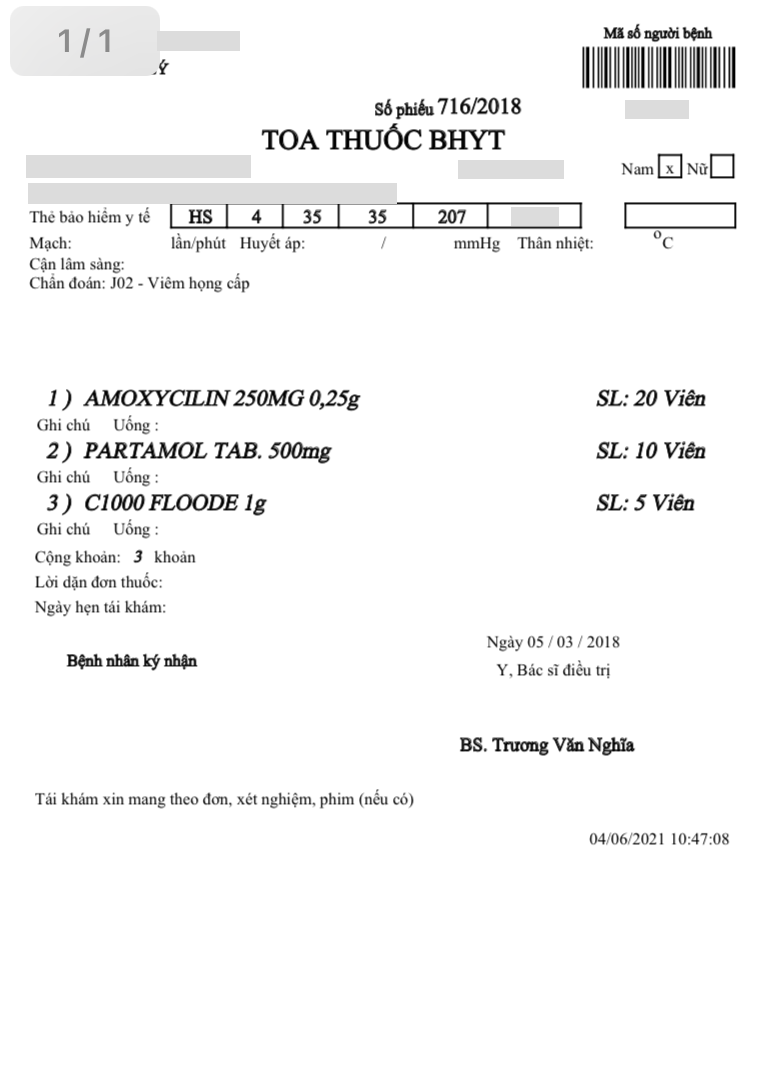 1/1
Mã số người bệnh
Số phiếu 716/2018
TOA THUỐC BHYT
Nam x Nữ
Thẻ bảo hiểm y tế HS 4 35 35 207
Mạch: lần/phút Huyết áp: / mmHg Thân nhiệt: °C
Cận lâm sàng:
Chẩn đoán: J02 - Viêm họng cấp
1 ) AMOXYCILIN 250MG 0,25g SL: 20 Viên
Ghi chú Uống :
2 ) PARTAMOL TAB. 500mg SL: 10 Viên
Ghi chú Uống :
3 ) C1000 FLOODE 1g SL: 5 Viên
Ghi chú Uống :
Cộng khoản: 3 khoản
Lời dặn đơn thuốc:
Ngày hẹn tái khám:
Ngày 05 / 03 / 2018
Bệnh nhân ký nhận
Y, Bác sĩ điều trị
BS. Trương Văn Nghĩa
Tái khám xin mang theo đơn, xét nghiệm, phim (nếu có)
04/06/2021 10:47:08